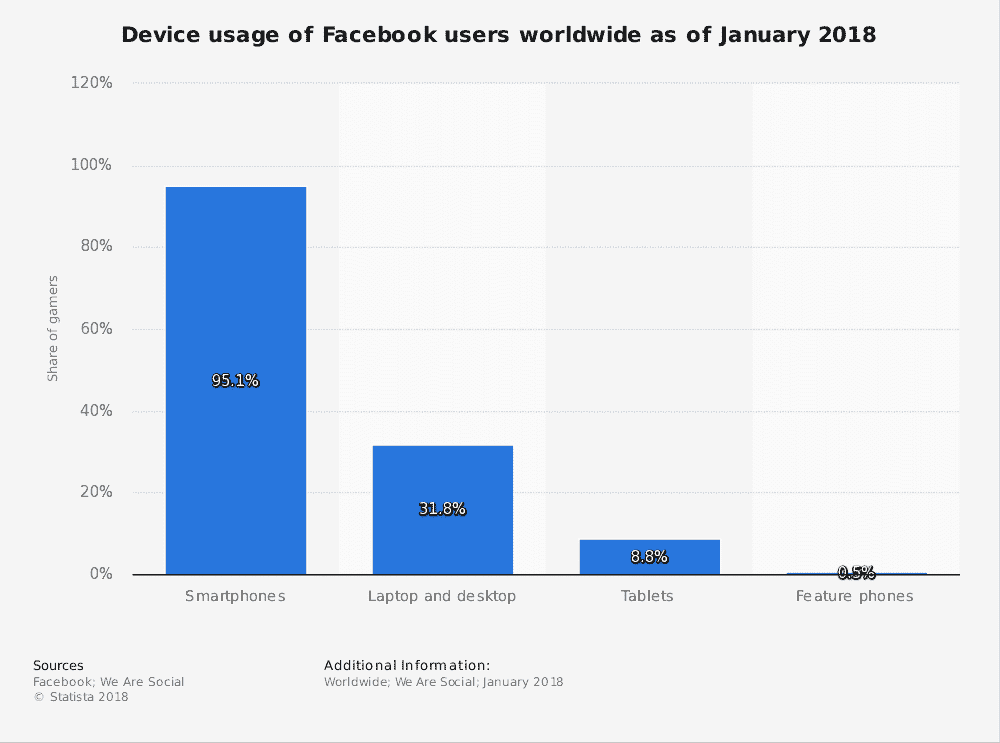 Device usage of Facebook users worldwide as of January 2018
120%
100%
80%
60%
40%
20%
0%
Share of gamers
95.1%
31.8%
8.8%
0.5%
Smartphones
Laptop and desktop
Tablets
Feature phones
Sources
Facebook; We Are Social
© Statista 2018
Additional Information:
Worldwide; We Are Social; January 2018